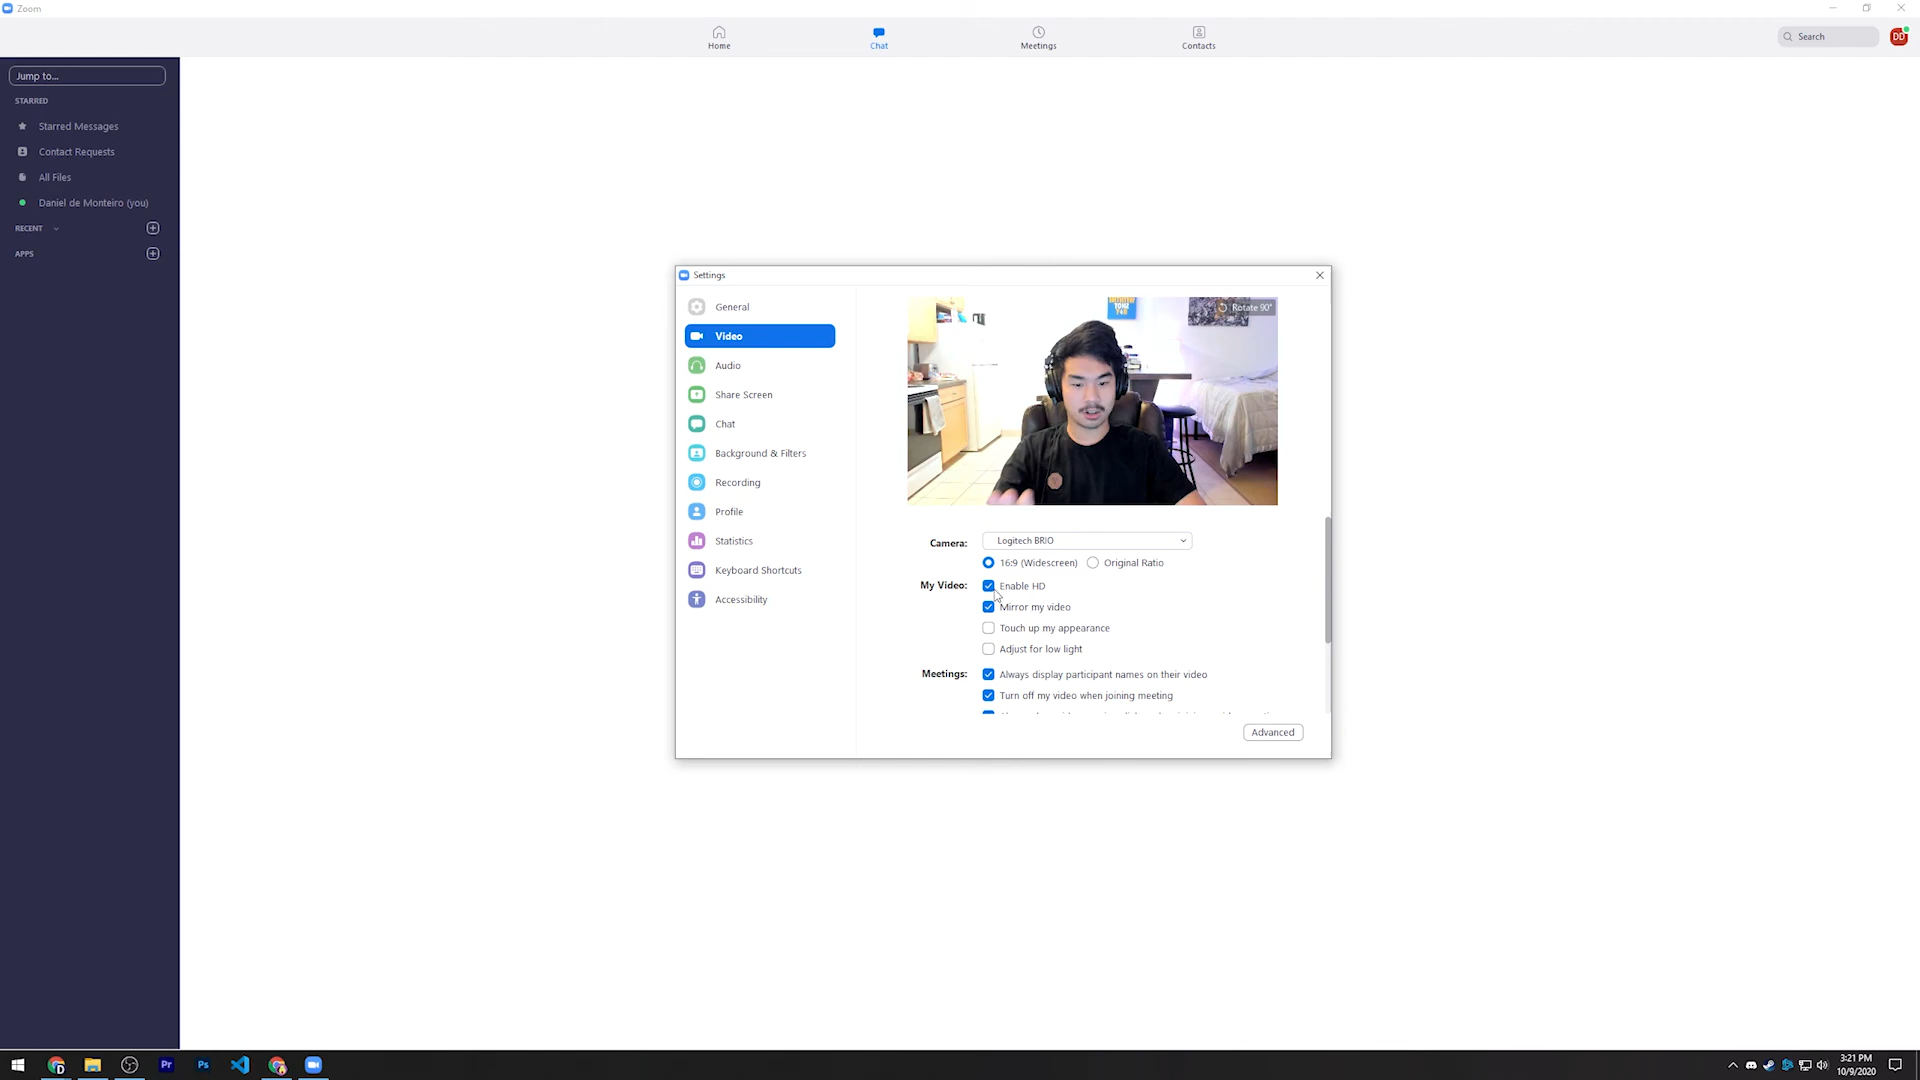 Zoom
Home
Chat
Meetings
Contacts
Search
DD
Jump to...
STARRED
Starred Messages
Contact Requests
All Files
Daniel de Monteiro (you)
RECENT
APPS
Settings
General
Video
Audio
Share Screen
Chat
Background & Filters
Recording
Profile
Statistics
Keyboard Shortcuts
Accessibility
Rotate 90°
Camera:
Logitech BRIO
16:9 (Widescreen)
Original Ratio
My Video:
Enable HD
Mirror my video
Touch up my appearance
Adjust for low light
Meetings:
Always display participant names on their video
Turn off my video when joining meeting
Advanced
D
Pr
Ps
3:21 PM
10/9/2020